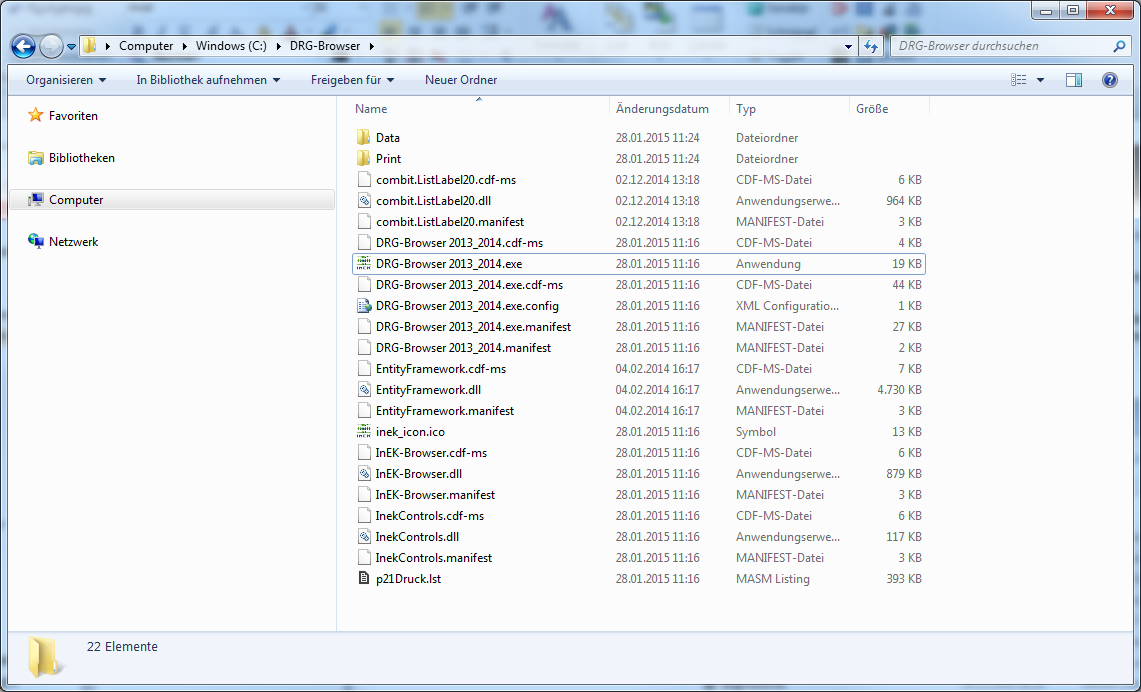 Computer ▸ Windows (C:) ▸ DRG-Browser ▸ DRG-Browser durchsuchen
Organisieren In Bibliothek aufnehmen Freigeben für Neuer Ordner
Favoriten
Bibliotheken
Computer
Netzwerk
Name Änderungsdatum Typ Größe
Data 28.01.2015 11:24 Dateiordner
Print 28.01.2015 11:24 Dateiordner
combit.ListLabel20.cdf-ms 02.12.2014 13:18 CDF-MS-Datei 6 KB
combit.ListLabel20.dll 02.12.2014 13:18 Anwendungserwe... 964 KB
combit.ListLabel20.manifest 02.12.2014 13:18 MANIFEST-Datei 3 KB
DRG-Browser 2013_2014.cdf-ms 28.01.2015 11:16 CDF-MS-Datei 4 KB
DRG-Browser 2013_2014.exe 28.01.2015 11:16 Anwendung 19 KB
DRG-Browser 2013_2014.exe.cdf-ms 28.01.2015 11:16 CDF-MS-Datei 44 KB
DRG-Browser 2013_2014.exe.config 28.01.2015 11:16 XML Configuratio... 1 KB
DRG-Browser 2013_2014.exe.manifest 28.01.2015 11:16 MANIFEST-Datei 27 KB
DRG-Browser 2013_2014.manifest 28.01.2015 11:16 MANIFEST-Datei 2 KB
EntityFramework.cdf-ms 04.02.2014 16:17 CDF-MS-Datei 7 KB
EntityFramework.dll 04.02.2014 16:17 Anwendungserwe... 4.730 KB
EntityFramework.manifest 04.02.2014 16:17 MANIFEST-Datei 3 KB
inek_icon.ico 28.01.2015 11:16 Symbol 13 KB
InEK-Browser.cdf-ms 28.01.2015 11:16 CDF-MS-Datei 6 KB
InEK-Browser.dll 28.01.2015 11:16 Anwendungserwe... 879 KB
InEK-Browser.manifest 28.01.2015 11:16 MANIFEST-Datei 3 KB
InekControls.cdf-ms 28.01.2015 11:16 CDF-MS-Datei 6 KB
InekControls.dll 28.01.2015 11:16 Anwendungserwe... 117 KB
InekControls.manifest 28.01.2015 11:16 MANIFEST-Datei 3 KB
p21Druck.lst 28.01.2015 11:16 MASM Listing 393 KB
22 Elemente